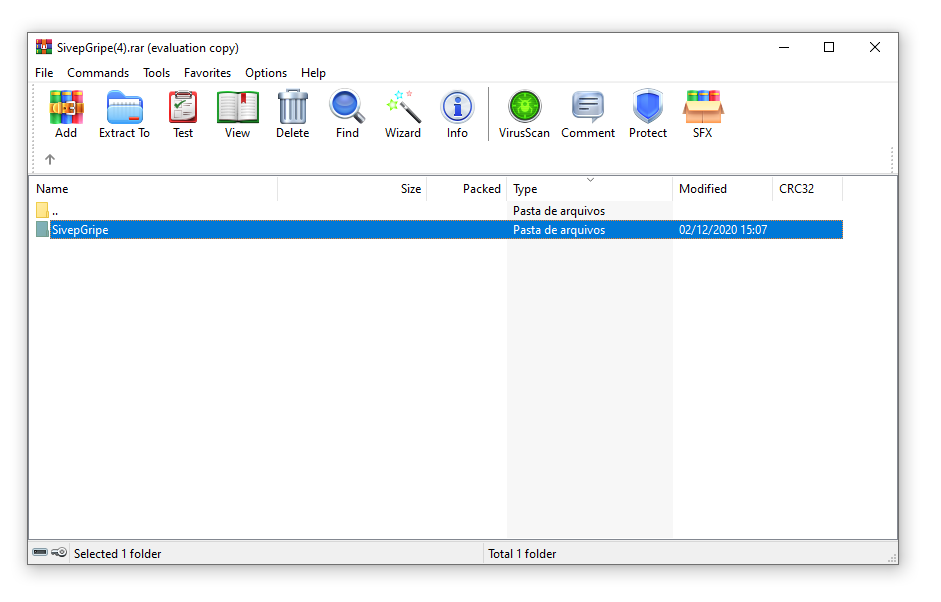 SivepGripe(4).rar (evaluation copy)
File Commands Tools Favorites Options Help
Add Extract To Test View Delete Find Wizard Info VirusScan Comment Protect SFX
Name Size Packed Type Modified CRC32
.. Pasta de arquivos
SivepGripe Pasta de arquivos 02/12/2020 15:07
Selected 1 folder Total 1 folder